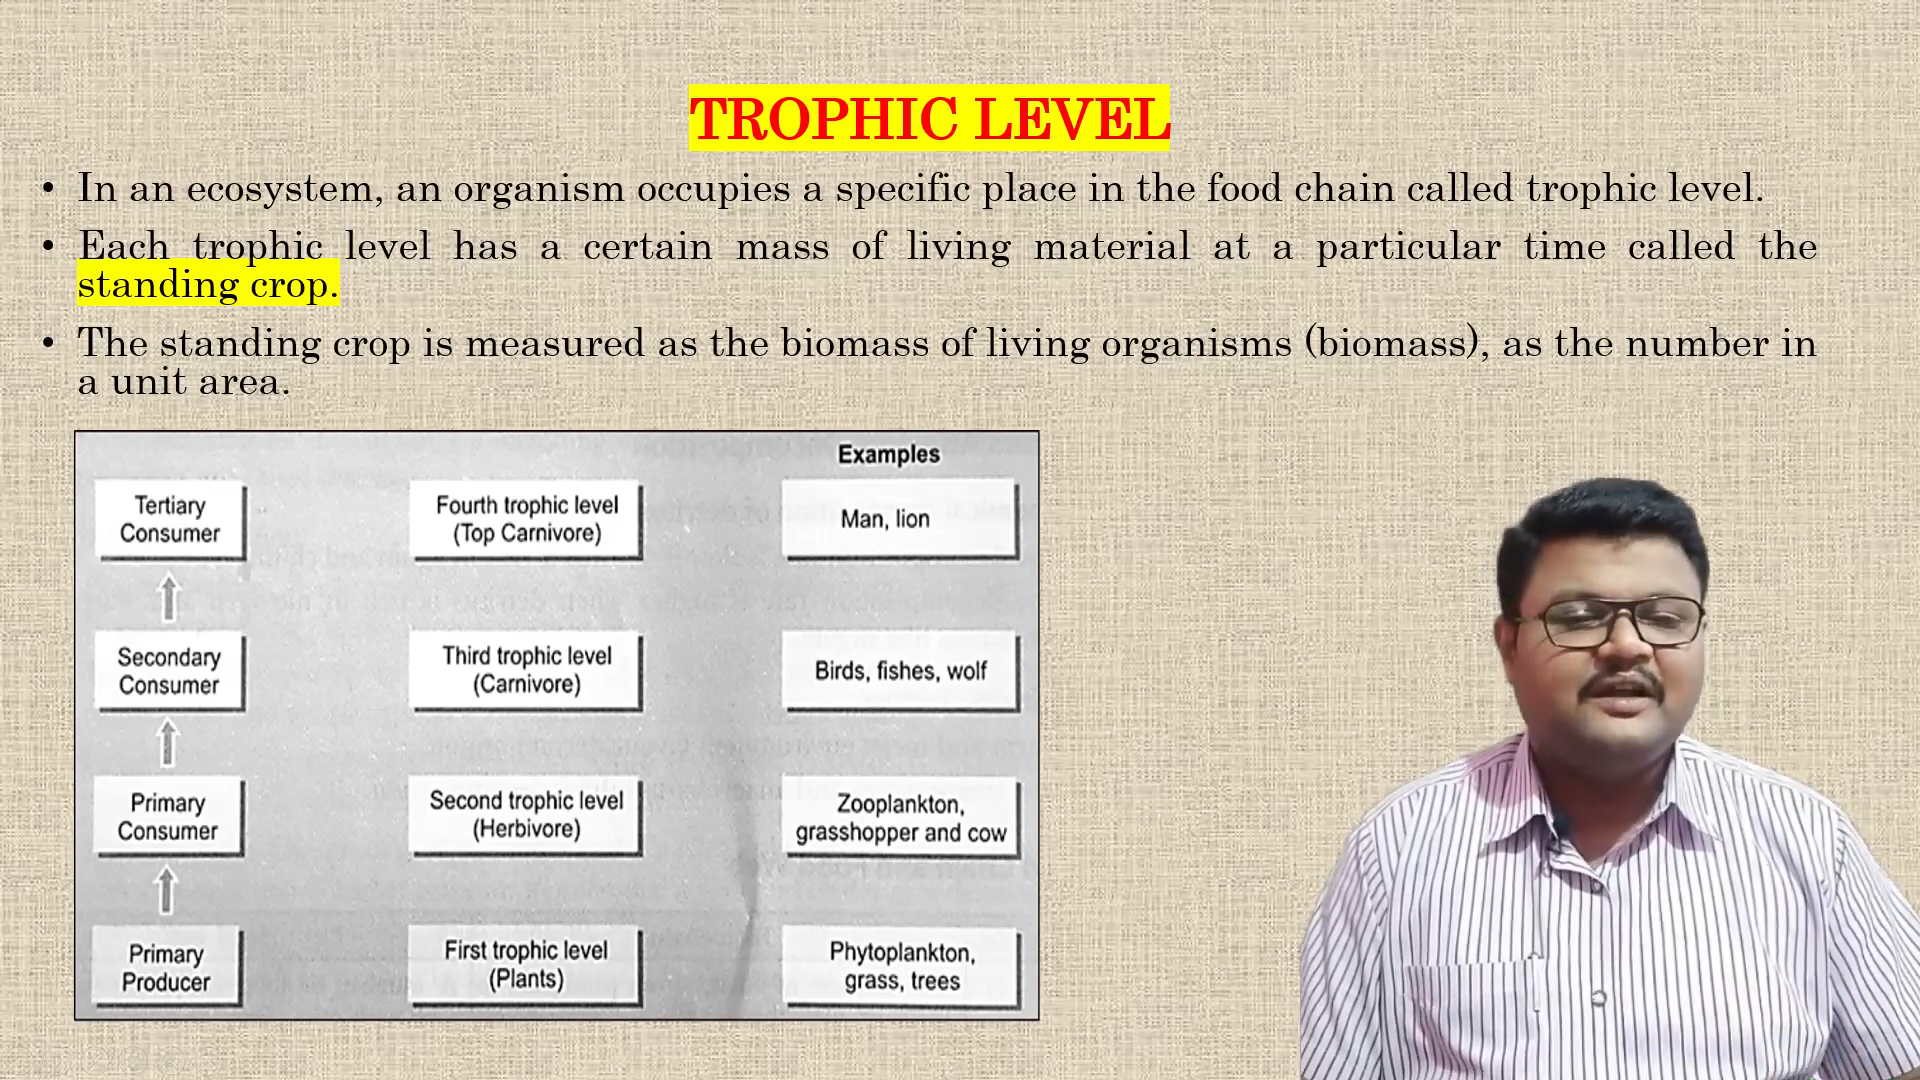 TROPHIC LEVEL
• In an ecosystem, an organism occupies a specific place in the food chain called trophic level.
• Each trophic level has a certain mass of living material at a particular time called the
standing crop.
• The standing crop is measured as the biomass of living organisms (biomass), as the number in
a unit area.
Examples
Tertiary
Consumer
Fourth trophic level
(Top Carnivore)
Man, lion
Secondary
Consumer
Third trophic level
(Carnivore)
Birds, fishes, wolf
Primary
Consumer
Second trophic level
(Herbivore)
Zooplankton,
grasshopper and cow
Primary
Producer
First trophic level
(Plants)
Phytoplankton,
grass, trees